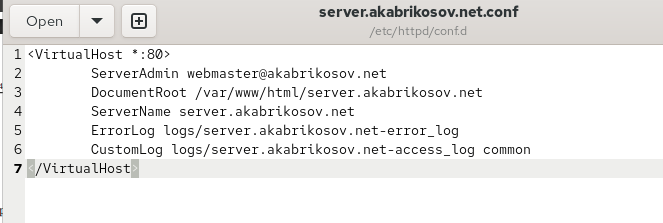 Open
server.akabrikosov.net.conf
/etc/httpd/conf.d
1 <VirtualHost *:80>
2 ServerAdmin webmaster@akabrikosov.net
3 DocumentRoot /var/www/html/server.akabrikosov.net
4 ServerName server.akabrikosov.net
5 ErrorLog logs/server.akabrikosov.net-error_log
6 CustomLog logs/server.akabrikosov.net-access_log common
7 </VirtualHost>